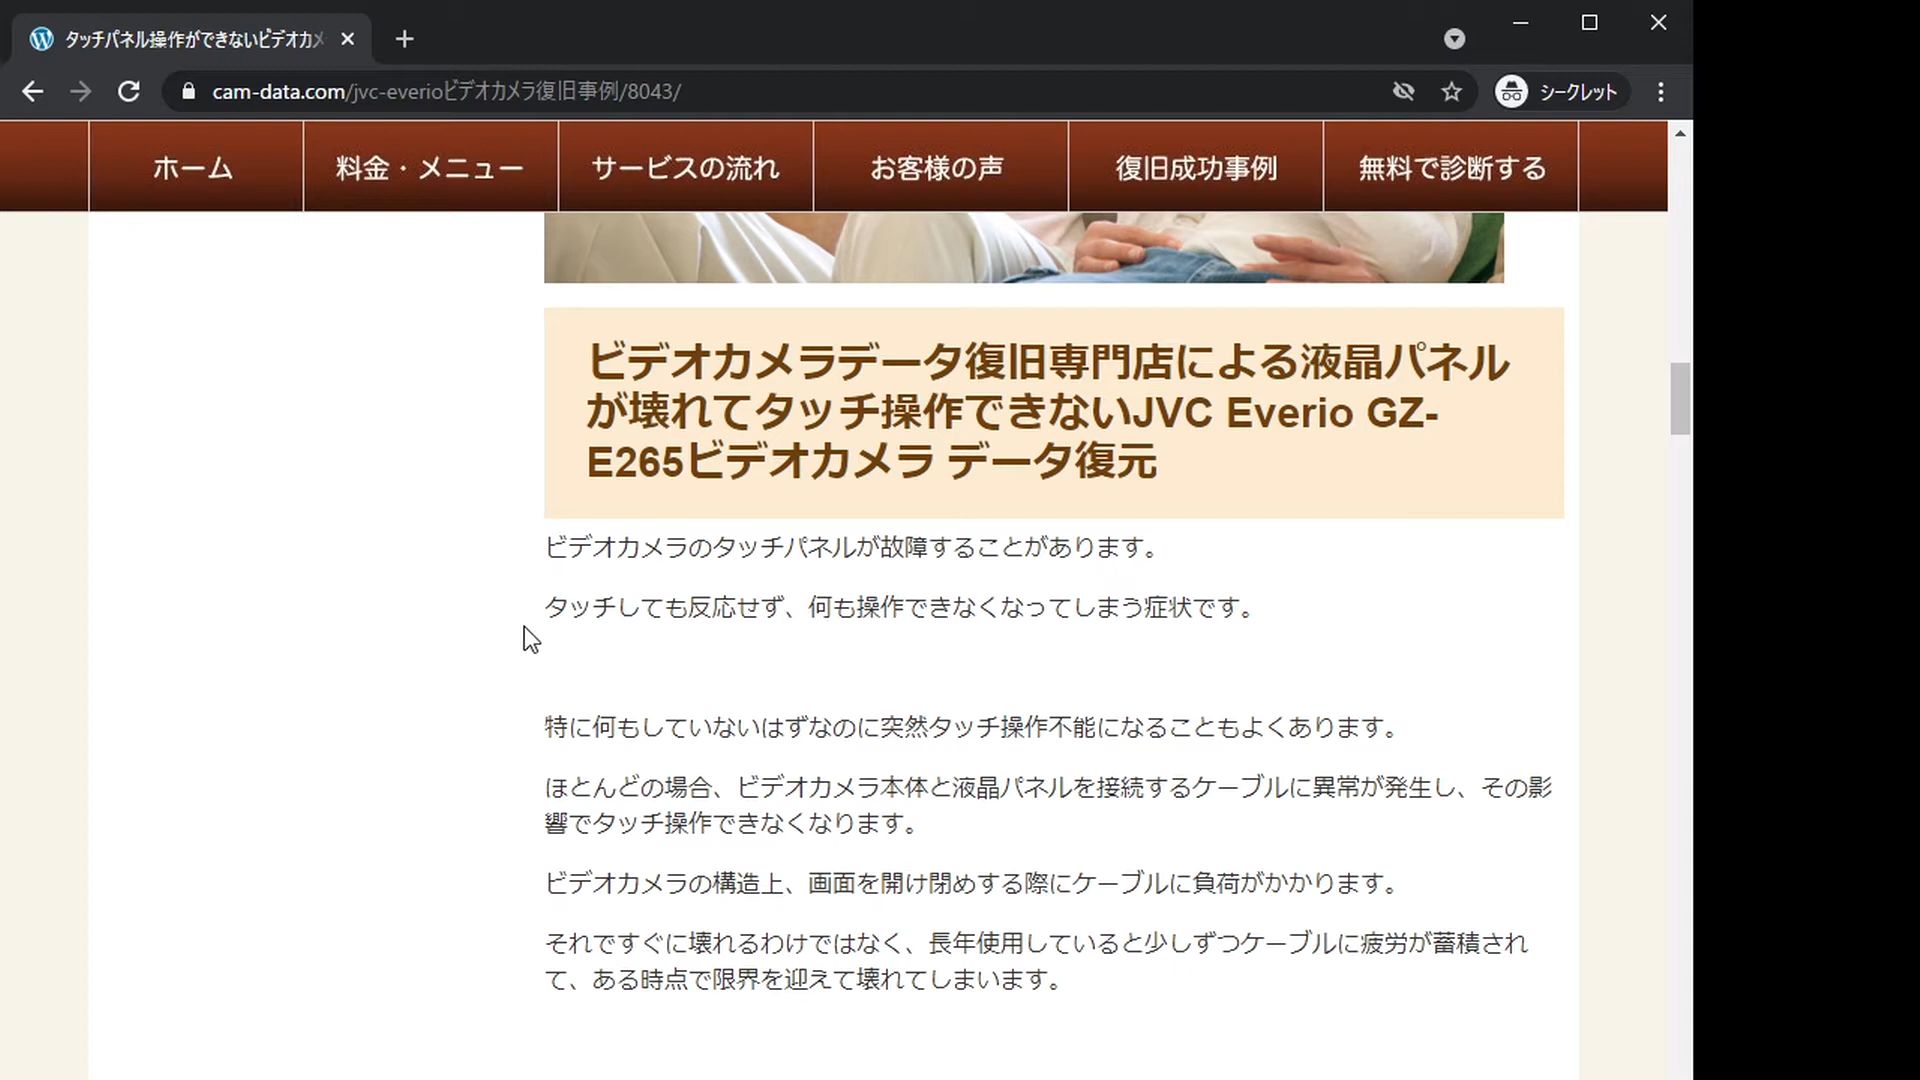 タッチパネル操作ができないビデオカメ
cam-data.com/jvc-everioビデオカメラ復旧事例/8043/
シークレット
ホーム
料金・メニュー
サービスの流れ
お客様の声
復旧成功事例
無料で診断する
ビデオカメラデータ復旧専門店による液晶パネル
が壊れてタッチ操作できないJVC Everio GZ-
E265ビデオカメラ データ復元
ビデオカメラのタッチパネルが故障することがあります。
タッチしても反応せず、何も操作できなくなってしまう症状です。
特に何もしていないはずなのに突然タッチ操作不能になることもよくあります。
ほとんどの場合、ビデオカメラ本体と液晶パネルを接続するケーブルに異常が発生し、その影
響でタッチ操作できなくなります。
ビデオカメラの構造上、画面を開け閉めする際にケーブルに負荷がかかります。
それですぐに壊れるわけではなく、長年使用していると少しずつケーブルに疲労が蓄積され
て、ある時点で限界を迎えて壊れてしまいます。